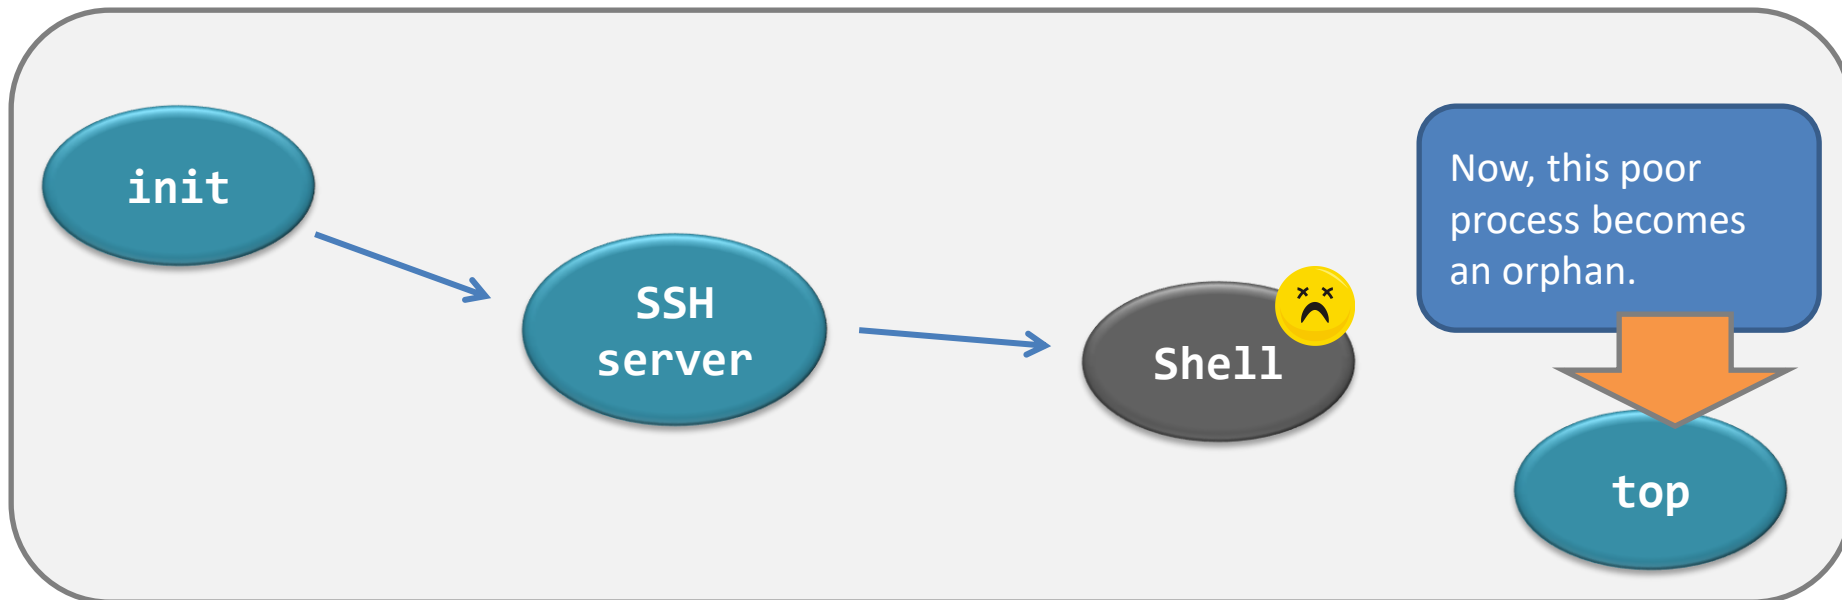 init
SSH
server
Shell
Now, this poor
process becomes
an orphan.
top